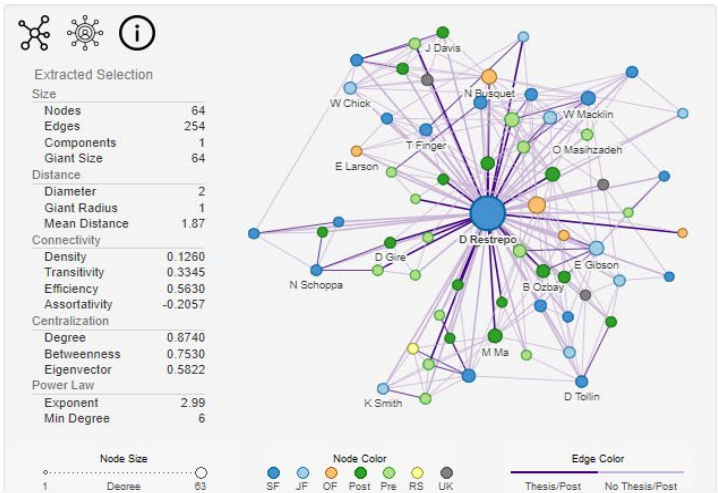 Extracted Selection
Size
Nodes 64
Edges 254
Components 1
Giant Size 64
Distance
Diameter 2
Giant Radius 1
Mean Distance 1.87
Connectivity
Density 0.1260
Transitivity 0.3345
Efficiency 0.5630
Assortativity -0.2057
Centralization
Degree 0.8740
Betweenness 0.7530
Eigenvector 0.5822
Power Law
Exponent 2.99
Min Degree 6
J Davis
N Busquet
W Chick
W Macklin
T Finger
O Masihzadeh
E Larson
D Restrepo
D Gire
E Gibson
N Schoppa
B Ozbay
M Ma
D Tollin
K Smith
Node Size
1 Degree 63
Node Color
SF JF OF Post Pre RS UK
Edge Color
Thesis/Post No Thesis/Post